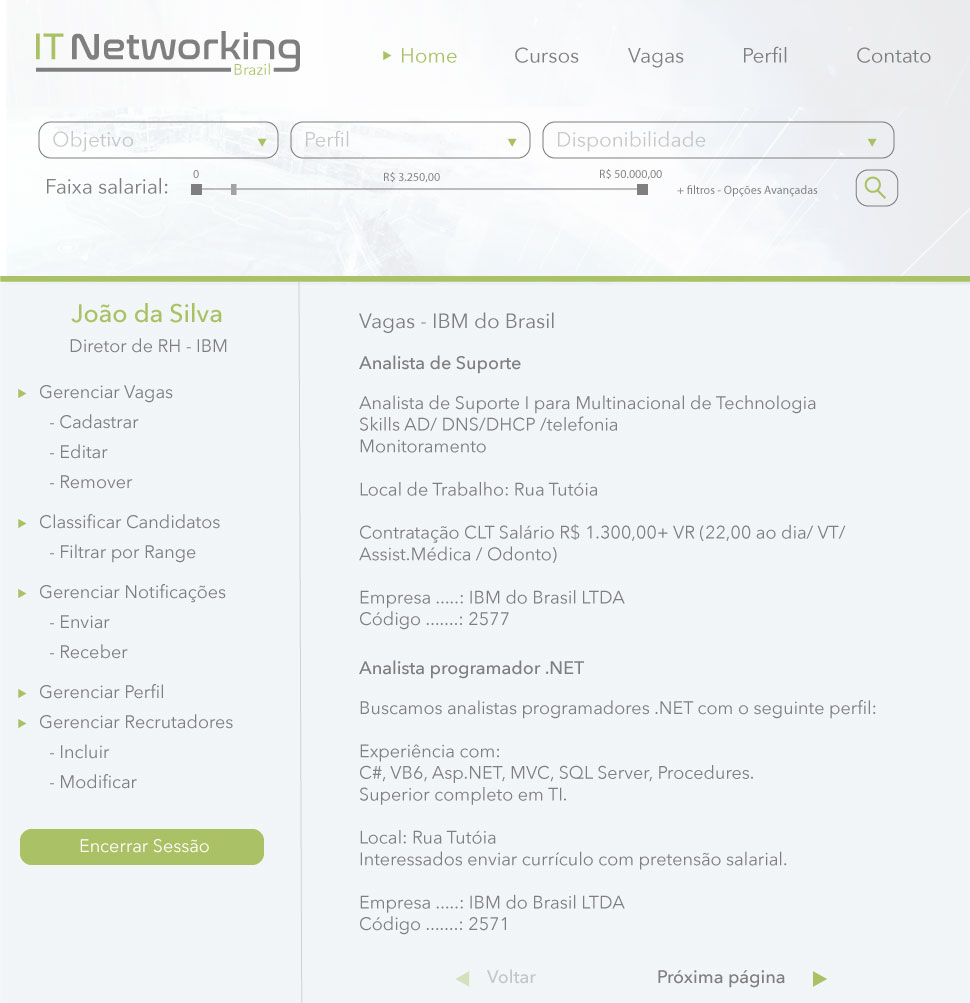 IT Networking
Brazil
Home Cursos Vagas Perfil Contato
Objetivo Perfil Disponibilidade
Faixa salarial: 0 R$ 3.250,00 R$ 50.000,00 + filtros - Opções Avançadas
João da Silva
Diretor de RH - IBM
Gerenciar Vagas
- Cadastrar
- Editar
- Remover
Classificar Candidatos
- Filtrar por Range
Gerenciar Notificações
- Enviar
- Receber
Gerenciar Perfil
Gerenciar Recrutadores
- Incluir
- Modificar
Encerrar Sessão
Vagas - IBM do Brasil
Analista de Suporte
Analista de Suporte I para Multinacional de Technologia
Skills AD/ DNS/DHCP /telefonia
Monitoramento
Local de Trabalho: Rua Tutóia
Contratação CLT Salário R$ 1.300,00+ VR (22,00 ao dia/ VT/
Assist.Médica / Odonto)
Empresa .....: IBM do Brasil LTDA
Código .......: 2577
Analista programador .NET
Buscamos analistas programadores .NET com o seguinte perfil:
Experiência com:
C#, VB6, Asp.NET, MVC, SQL Server, Procedures.
Superior completo em TI.
Local: Rua Tutóia
Interessados enviar currículo com pretensão salarial.
Empresa .....: IBM do Brasil LTDA
Código .......: 2571
Voltar Próxima página